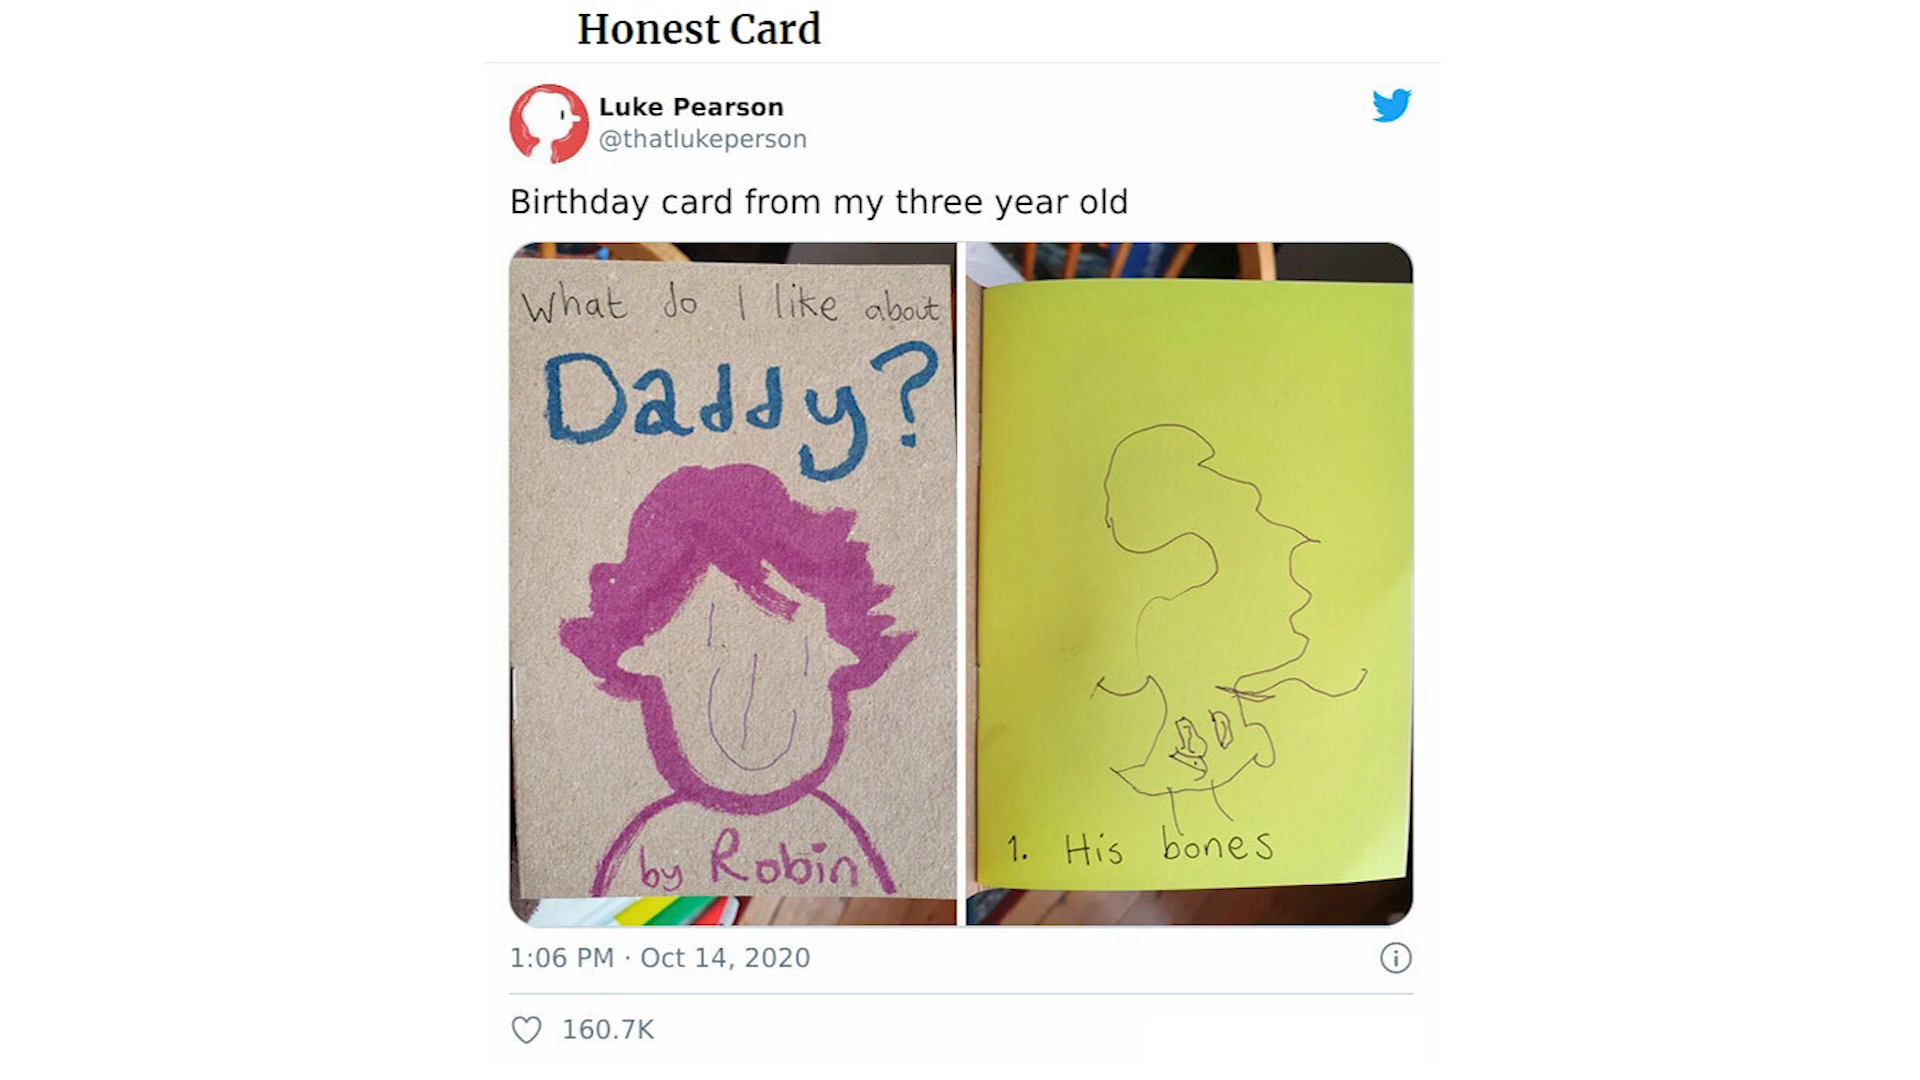 Honest Card
Luke Pearson
@thatlukeperson
Birthday card from my three year old
What do I like about
Daddy?
by Robin
1. His bones
1:06 PM · Oct 14, 2020
160.7K